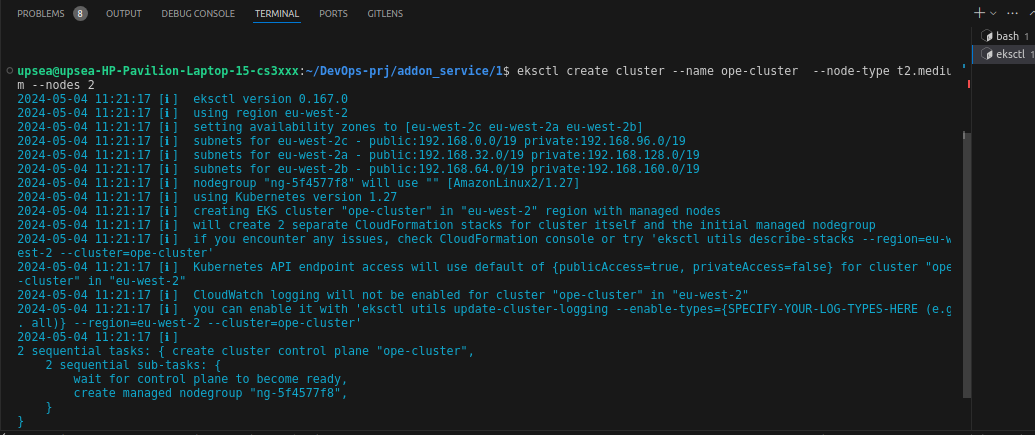 PROBLEMS 8 OUTPUT DEBUG CONSOLE TERMINAL PORTS GITLENS
bash 1
eksctl 1
upsea@upsea-HP-Pavilion-Laptop-15-cs3xxx:~/DevOps-prj/addon_service/1$ eksctl create cluster --name ope-cluster  --node-type t2.mediu
m --nodes 2
2024-05-04 11:21:17 [ℹ]  eksctl version 0.167.0
2024-05-04 11:21:17 [ℹ]  using region eu-west-2
2024-05-04 11:21:17 [ℹ]  setting availability zones to [eu-west-2c eu-west-2a eu-west-2b]
2024-05-04 11:21:17 [ℹ]  subnets for eu-west-2c - public:192.168.0.0/19 private:192.168.96.0/19
2024-05-04 11:21:17 [ℹ]  subnets for eu-west-2a - public:192.168.32.0/19 private:192.168.128.0/19
2024-05-04 11:21:17 [ℹ]  subnets for eu-west-2b - public:192.168.64.0/19 private:192.168.160.0/19
2024-05-04 11:21:17 [ℹ]  nodegroup "ng-5f4577f8" will use "" [AmazonLinux2/1.27]
2024-05-04 11:21:17 [ℹ]  using Kubernetes version 1.27
2024-05-04 11:21:17 [ℹ]  creating EKS cluster "ope-cluster" in "eu-west-2" region with managed nodes
2024-05-04 11:21:17 [ℹ]  will create 2 separate CloudFormation stacks for cluster itself and the initial managed nodegroup
2024-05-04 11:21:17 [ℹ]  if you encounter any issues, check CloudFormation console or try 'eksctl utils describe-stacks --region=eu-w
est-2 --cluster=ope-cluster'
2024-05-04 11:21:17 [ℹ]  Kubernetes API endpoint access will use default of {publicAccess=true, privateAccess=false} for cluster "ope
-cluster" in "eu-west-2"
2024-05-04 11:21:17 [ℹ]  CloudWatch logging will not be enabled for cluster "ope-cluster" in "eu-west-2"
2024-05-04 11:21:17 [ℹ]  you can enable it with 'eksctl utils update-cluster-logging --enable-types={SPECIFY-YOUR-LOG-TYPES-HERE (e.g
. all)} --region=eu-west-2 --cluster=ope-cluster'
2024-05-04 11:21:17 [ℹ]
2 sequential tasks: { create cluster control plane "ope-cluster",
    2 sequential sub-tasks: {
        wait for control plane to become ready,
        create managed nodegroup "ng-5f4577f8",
    }
}